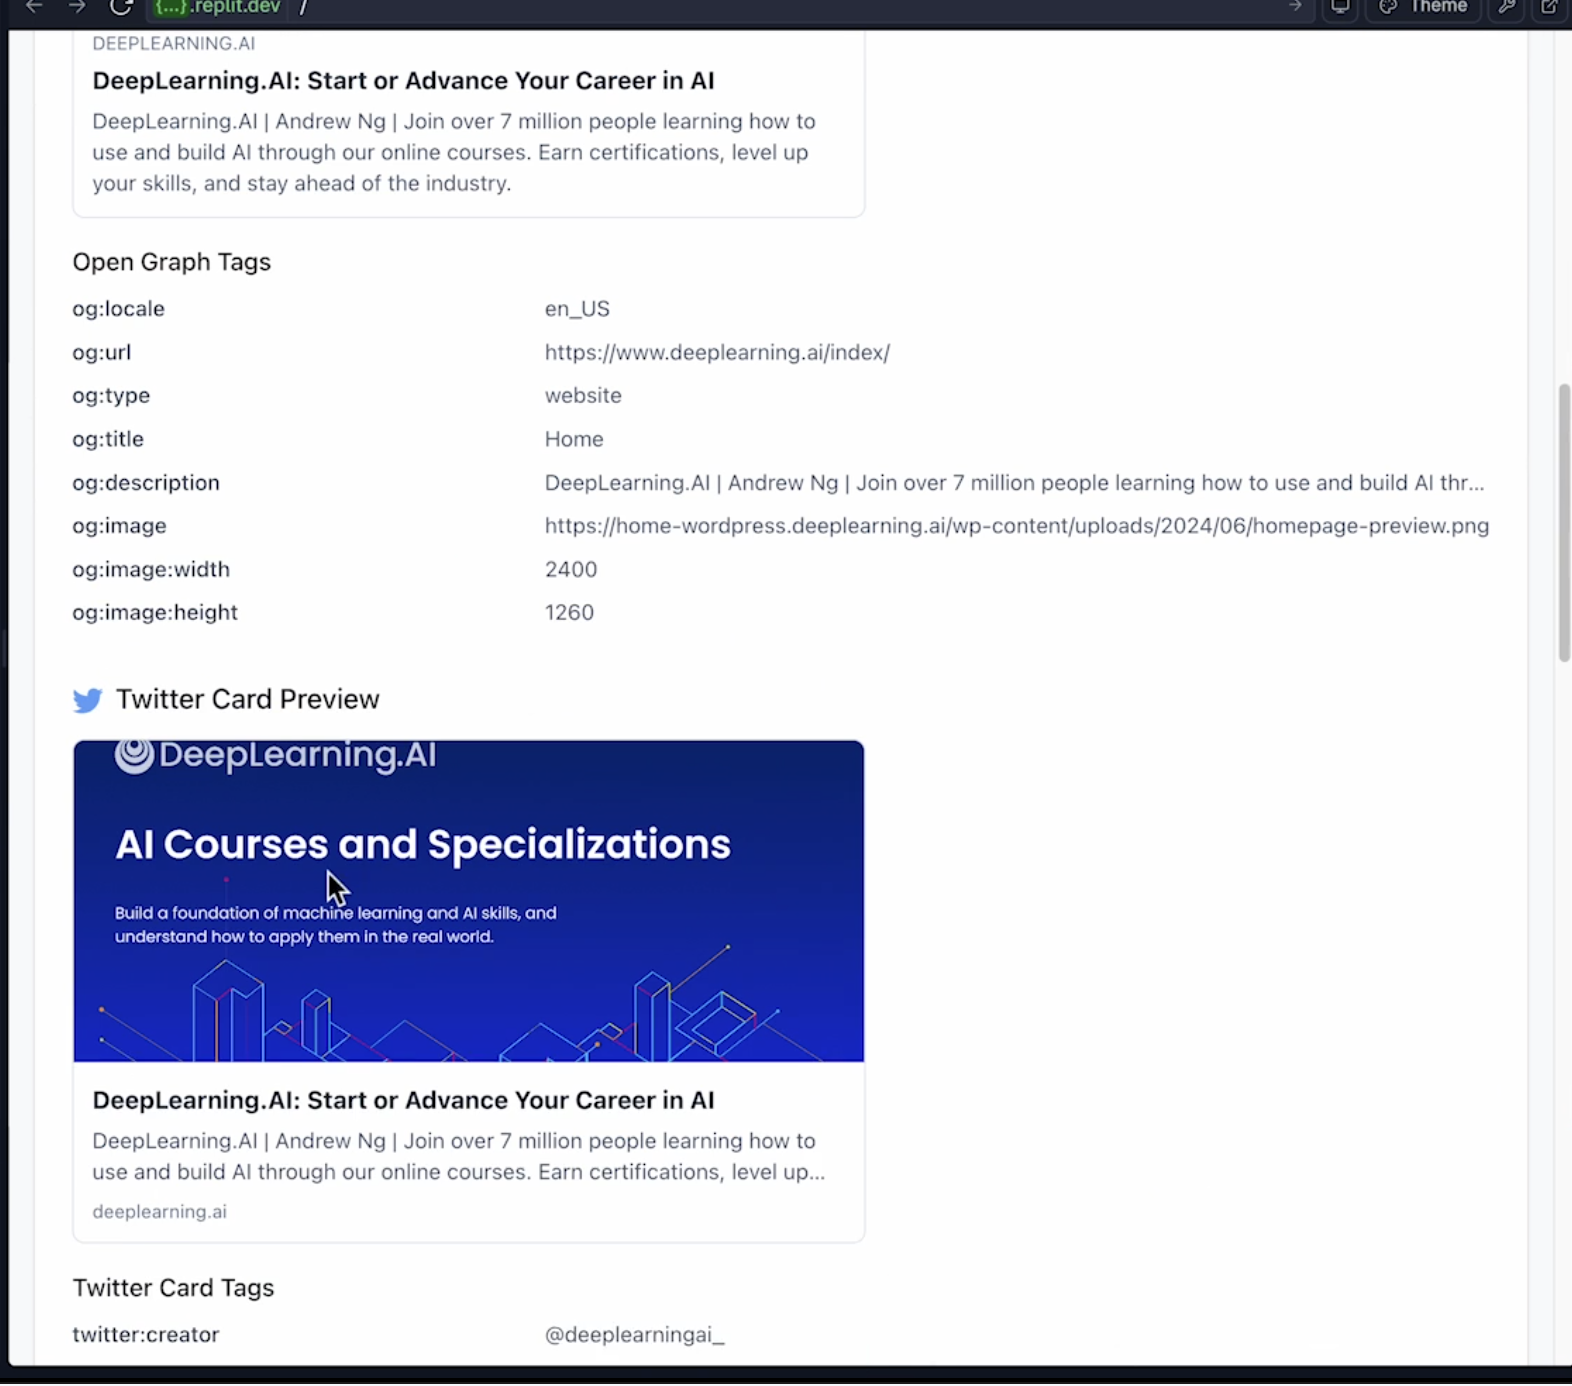 {...}.replit.dev /
Theme
DEEPLEARNING.AI
DeepLearning.AI: Start or Advance Your Career in AI
DeepLearning.AI | Andrew Ng | Join over 7 million people learning how to
use and build AI through our online courses. Earn certifications, level up
your skills, and stay ahead of the industry.
Open Graph Tags
og:locale en_US
og:url https://www.deeplearning.ai/index/
og:type website
og:title Home
og:description DeepLearning.AI | Andrew Ng | Join over 7 million people learning how to use and build AI thr...
og:image https://home-wordpress.deeplearning.ai/wp-content/uploads/2024/06/homepage-preview.png
og:image:width 2400
og:image:height 1260
Twitter Card Preview
DeepLearning.AI
AI Courses and Specializations
Build a foundation of machine learning and AI skills, and
understand how to apply them in the real world.
DeepLearning.AI: Start or Advance Your Career in AI
DeepLearning.AI | Andrew Ng | Join over 7 million people learning how to
use and build AI through our online courses. Earn certifications, level up...
deeplearning.ai
Twitter Card Tags
twitter:creator @deeplearningai_